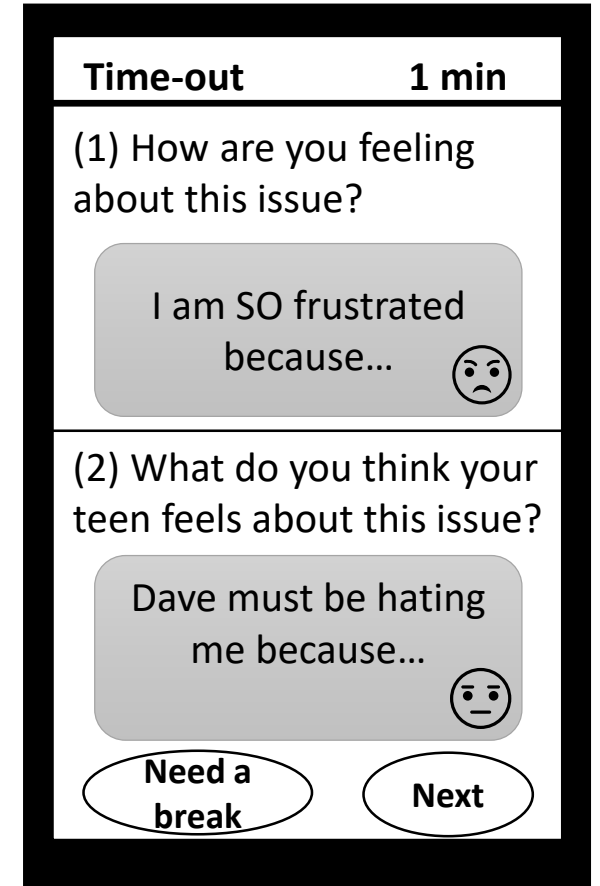 Time-out 1 min
(1) How are you feeling
about this issue?
I am SO frustrated
because...
(2) What do you think your
teen feels about this issue?
Dave must be hating
me because...
Need a
break
Next